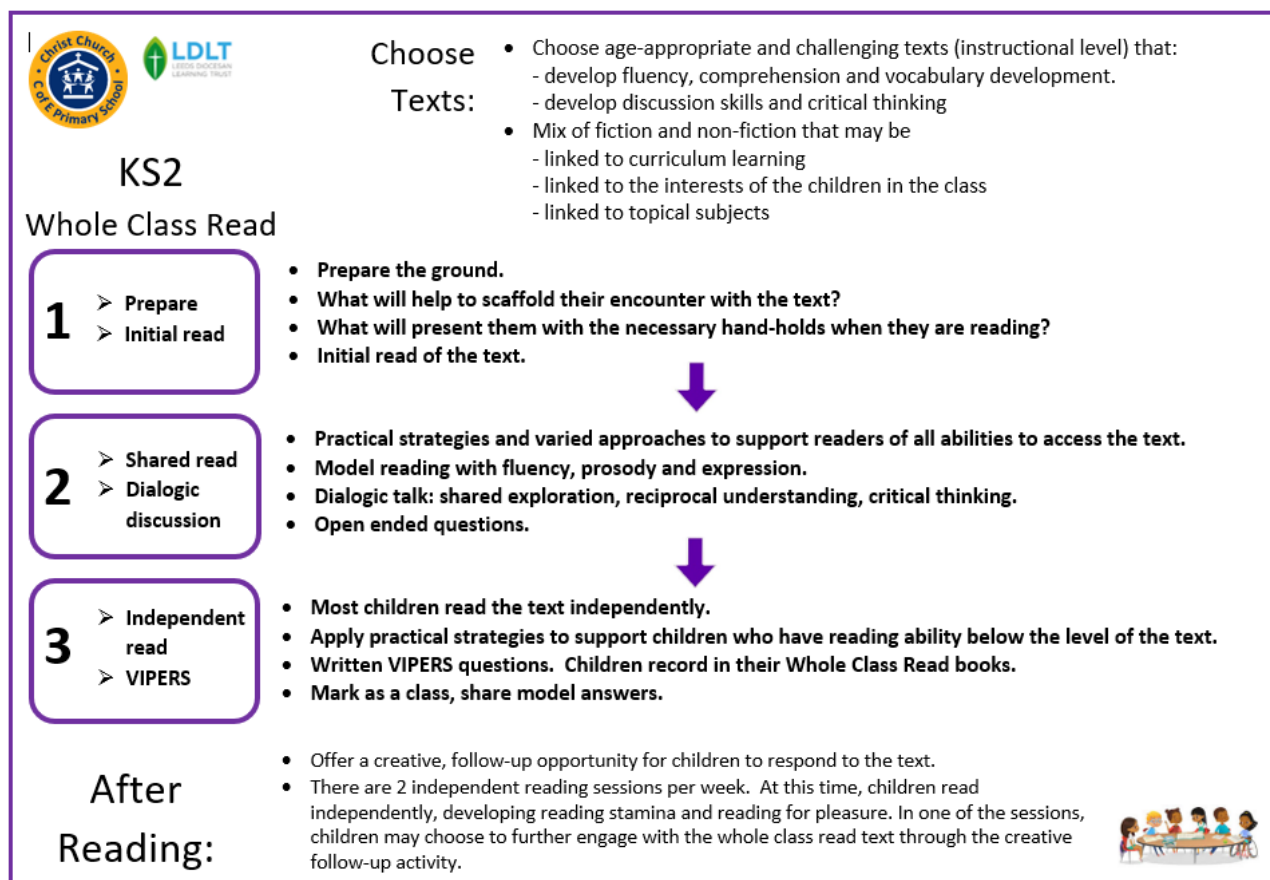 Christ Church
C of E Primary School
LDLT
LEEDS DIOCESAN
LEARNING TRUST
KS2
Whole Class Read
Choose
Texts:
• Choose age-appropriate and challenging texts (instructional level) that:
- develop fluency, comprehension and vocabulary development.
- develop discussion skills and critical thinking
• Mix of fiction and non-fiction that may be
- linked to curriculum learning
- linked to the interests of the children in the class
- linked to topical subjects
1
➢ Prepare
➢ Initial read
• Prepare the ground.
• What will help to scaffold their encounter with the text?
• What will present them with the necessary hand-holds when they are reading?
• Initial read of the text.
2
➢ Shared read
➢ Dialogic
discussion
• Practical strategies and varied approaches to support readers of all abilities to access the text.
• Model reading with fluency, prosody and expression.
• Dialogic talk: shared exploration, reciprocal understanding, critical thinking.
• Open ended questions.
3
➢ Independent
read
➢ VIPERS
• Most children read the text independently.
• Apply practical strategies to support children who have reading ability below the level of the text.
• Written VIPERS questions.  Children record in their Whole Class Read books.
• Mark as a class, share model answers.
After
Reading:
• Offer a creative, follow-up opportunity for children to respond to the text.
• There are 2 independent reading sessions per week.  At this time, children read
independently, developing reading stamina and reading for pleasure. In one of the sessions,
children may choose to further engage with the whole class read text through the creative
follow-up activity.